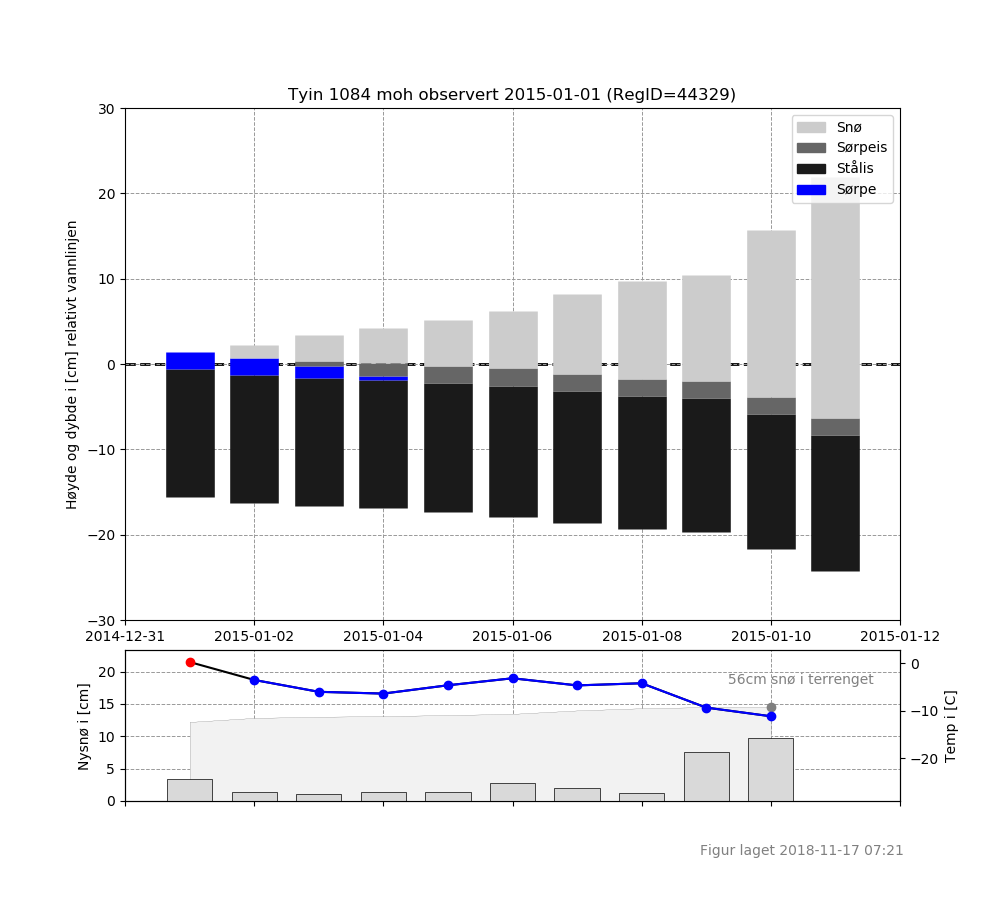 Tyin 1084 moh observert 2015-01-01 (RegID=44329)
Høyde og dybde i [cm] relativt vannlinjen
30
20
10
0
−10
−20
−30
Snø
Sørpeis
Stålis
Sørpe
2014-12-31
2015-01-02
2015-01-04
2015-01-06
2015-01-08
2015-01-10
2015-01-12
Nysnø i [cm]
20
15
10
5
0
56cm snø i terrenget
0
−10
−20
Temp i [C]
Figur laget 2018-11-17 07:21